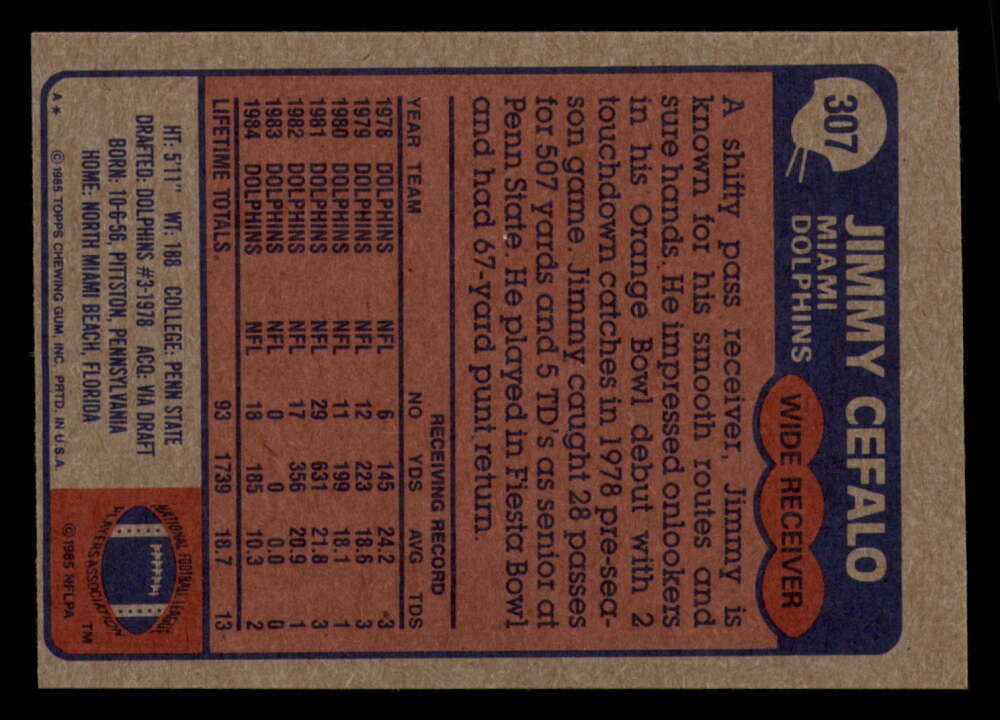 307
JIMMY CEFALO
MIAMI
DOLPHINS
WIDE RECEIVER
A shifty pass receiver, Jimmy is
known for his smooth routes and
sure hands. He impressed onlookers
in his Orange Bowl debut with 2
touchdown catches in 1978 pre-sea-
son game. Jimmy caught 28 passes
for 507 yards and 5 TD's as senior at
Penn State. He played in Fiesta Bowl
and had 67-yard punt return.
RECEIVING RECORD
YEAR TEAM NO YDS AVG TDS
1978 DOLPHINS NFL 6 145 24.2 3
1979 DOLPHINS NFL 12 223 18.6 3
1980 DOLPHINS NFL 11 199 18.1 1
1981 DOLPHINS NFL 29 631 21.8 3
1982 DOLPHINS NFL 17 356 20.9 1
1983 DOLPHINS NFL 0 0 0.0 0
1984 DOLPHINS NFL 18 185 10.3 2
LIFETIME TOTALS 93 1739 18.7 13
HT: 5'11" WT: 188 COLLEGE: PENN STATE
DRAFTED: DOLPHINS #3-1978 ACQ: VIA DRAFT
BORN: 10-6-56, PITTSTON, PENNSYLVANIA
HOME: NORTH MIAMI BEACH, FLORIDA
A* © 1985 TOPPS CHEWING GUM, INC. PRTD. IN U.S.A.
NATIONAL FOOTBALL LEAGUE
PLAYERS ASSOCIATION
TM
© 1985 NFLPA